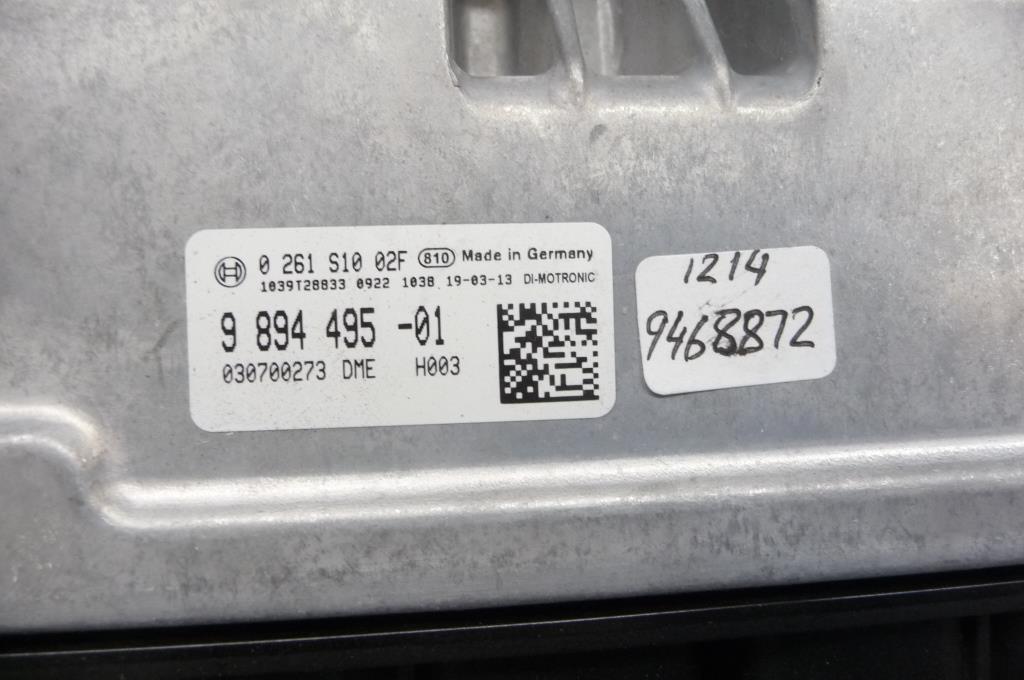 0 261 S10 02F 810 Made in Germany
1039T28833 0922 1038 19-03-13 DI-MOTRONIC
9 894 495 -01
030700273 DME H003
1214
9468872